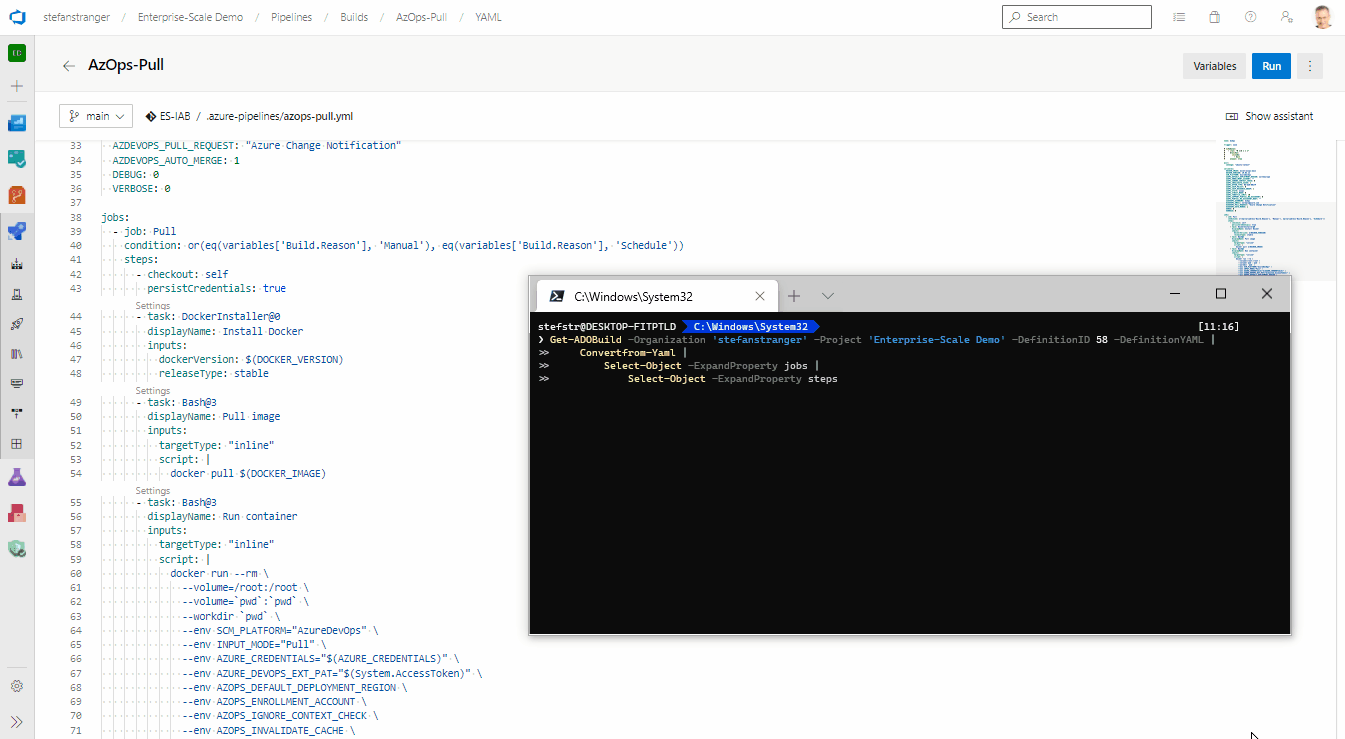 stefanstranger / Enterprise-Scale Demo / Pipelines / Builds / AzOps-Pull / YAML
Search
AzOps-Pull
Variables
Run
main
ES-IAB / .azure-pipelines/azops-pull.yml
Show assistant
33 AZDEVOPS_PULL_REQUEST: "Azure Change Notification"
34 AZDEVOPS_AUTO_MERGE: 1
35 DEBUG: 0
36 VERBOSE: 0
37
38 jobs:
39 - job: Pull
40 condition: or(eq(variables['Build.Reason'], 'Manual'), eq(variables['Build.Reason'], 'Schedule'))
41 steps:
42 - checkout: self
43 persistCredentials: true
Settings
44 - task: DockerInstaller@0
45 displayName: Install Docker
46 inputs:
47 dockerVersion: $(DOCKER_VERSION)
48 releaseType: stable
Settings
49 - task: Bash@3
50 displayName: Pull image
51 inputs:
52 targetType: "inline"
53 script: |
54 docker pull $(DOCKER_IMAGE)
Settings
55 - task: Bash@3
56 displayName: Run container
57 inputs:
58 targetType: "inline"
59 script: |
60 docker run --rm \
61 --volume=/root:/root \
62 --volume=`pwd`:`pwd` \
63 --workdir `pwd` \
64 --env SCM_PLATFORM="AzureDevOps" \
65 --env INPUT_MODE="Pull" \
66 --env AZURE_CREDENTIALS="$(AZURE_CREDENTIALS)" \
67 --env AZURE_DEVOPS_EXT_PAT="$(System.AccessToken)" \
68 --env AZOPS_DEFAULT_DEPLOYMENT_REGION \
69 --env AZOPS_ENROLLMENT_ACCOUNT \
70 --env AZOPS_IGNORE_CONTEXT_CHECK \
71 --env AZOPS_INVALIDATE_CACHE \
C:\Windows\System32
stefstr@DESKTOP-FITPTLD C:\Windows\System32 [11:16]
❯ Get-ADOBuild -Organization 'stefanstranger' -Project 'Enterprise-Scale Demo' -DefinitionID 58 -DefinitionYAML |
>> Convertfrom-Yaml |
>> Select-Object -ExpandProperty jobs |
>> Select-Object -ExpandProperty steps